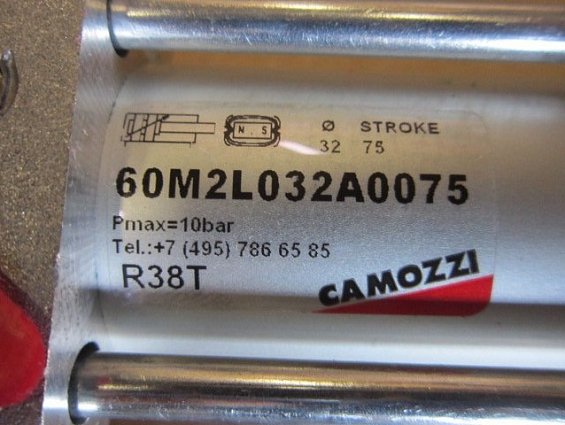 N. S
Ø STROKE
32 75
60M2L032A0075
Pmax=10bar
Tel.:+7 (495) 786 65 85
R38T
CAMOZZI